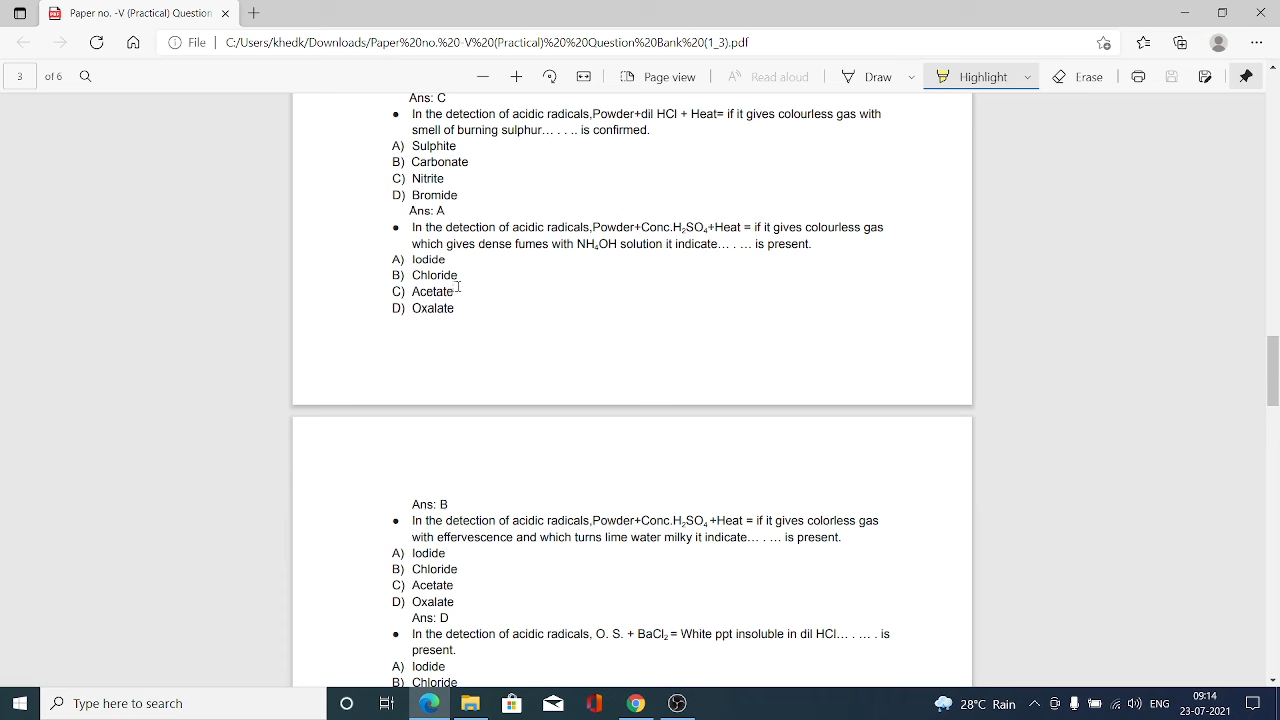 Paper no. -V (Practical) Question
File
C:/Users/khedk/Downloads/Paper%20no.%20-V%20(Practical)%20%20Question%20Bank%20(1_3).pdf
3 of 6
Page view
Read aloud
Draw
Highlight
Erase
Ans: C
• In the detection of acidic radicals,Powder+dil HCl + Heat= if it gives colourless gas with
smell of burning sulphur... . . .. is confirmed.
A) Sulphite
B) Carbonate
C) Nitrite
D) Bromide
Ans: A
• In the detection of acidic radicals,Powder+Conc.H₂SO₄+Heat = if it gives colourless gas
which gives dense fumes with NH₄OH solution it indicate... . ... is present.
A) Iodide
B) Chloride
C) Acetate
D) Oxalate
Ans: B
• In the detection of acidic radicals,Powder+Conc.H₂SO₄+Heat = if it gives colorless gas
with effervescence and which turns lime water milky it indicate... . ... is present.
A) Iodide
B) Chloride
C) Acetate
D) Oxalate
Ans: D
• In the detection of acidic radicals, O. S. + BaCl₂ = White ppt insoluble in dil HCl... . ... . is
present.
A) Iodide
B) Chloride
Type here to search
28°C Rain
ENG
09:14
23-07-2021